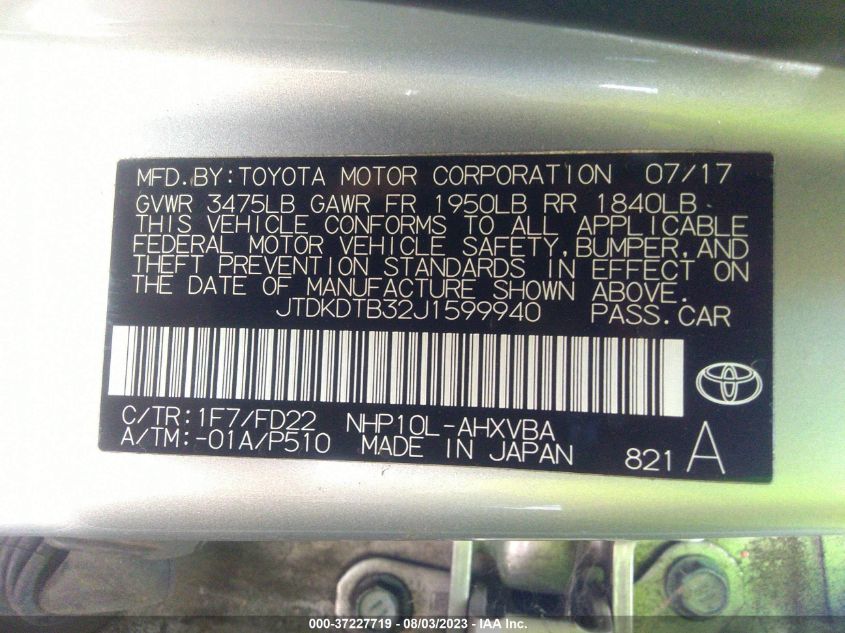 MFD.BY:TOYOTA MOTOR CORPORATION 07/17
GVWR 3475LB GAWR FR 1950LB RR 1840LB
THIS VEHICLE CONFORMS TO ALL APPLICABLE
FEDERAL MOTOR VEHICLE SAFETY,BUMPER,AND
THEFT PREVENTION STANDARDS IN EFFECT ON
THE DATE OF MANUFACTURE SHOWN ABOVE.
JTDKDTB32J1599940 PASS.CAR
C/TR:1F7/FD22 NHP10L-AHXVBA
A/TM:-01A/P510 MADE IN JAPAN 821 A
000-37227719 - 08/03/2023 - Copyright © IAA, Inc.